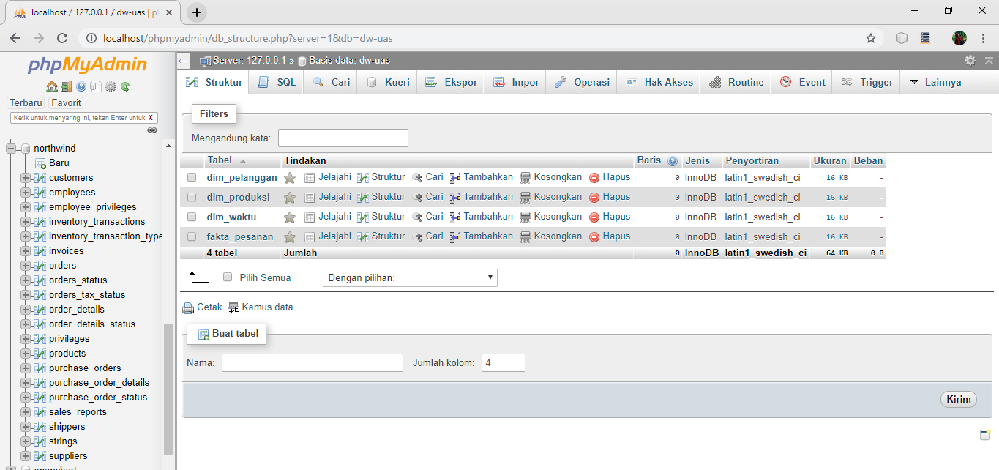 localhost / 127.0.0.1 / dw-uas | p
localhost/phpmyadmin/db_structure.php?server=1&db=dw-uas
phpMyAdmin
Terbaru Favorit
Ketik untuk menyaring ini, tekan Enter untuk X
northwind
Baru
customers
employees
employee_privileges
inventory_transactions
inventory_transaction_type
invoices
orders
orders_status
orders_tax_status
order_details
order_details_status
privileges
products
purchase_orders
purchase_order_details
purchase_order_status
sales_reports
shippers
strings
suppliers
Server: 127.0.0.1 » Basis data: dw-uas
Struktur SQL Cari Kueri Ekspor Impor Operasi Hak Akses Routine Event Trigger Lainnya
Filters
Mengandung kata:
Tabel Tindakan Baris Jenis Penyortiran Ukuran Beban
dim_pelanggan Jelajahi Struktur Cari Tambahkan Kosongkan Hapus 0 InnoDB latin1_swedish_ci 16 KB -
dim_produksi Jelajahi Struktur Cari Tambahkan Kosongkan Hapus 0 InnoDB latin1_swedish_ci 16 KB -
dim_waktu Jelajahi Struktur Cari Tambahkan Kosongkan Hapus 0 InnoDB latin1_swedish_ci 16 KB -
fakta_pesanan Jelajahi Struktur Cari Tambahkan Kosongkan Hapus 0 InnoDB latin1_swedish_ci 16 KB -
4 tabel Jumlah 0 InnoDB latin1_swedish_ci 64 KB 0 B
Pilih Semua Dengan pilihan:
Cetak Kamus data
Buat tabel
Nama: Jumlah kolom: 4
Kirim